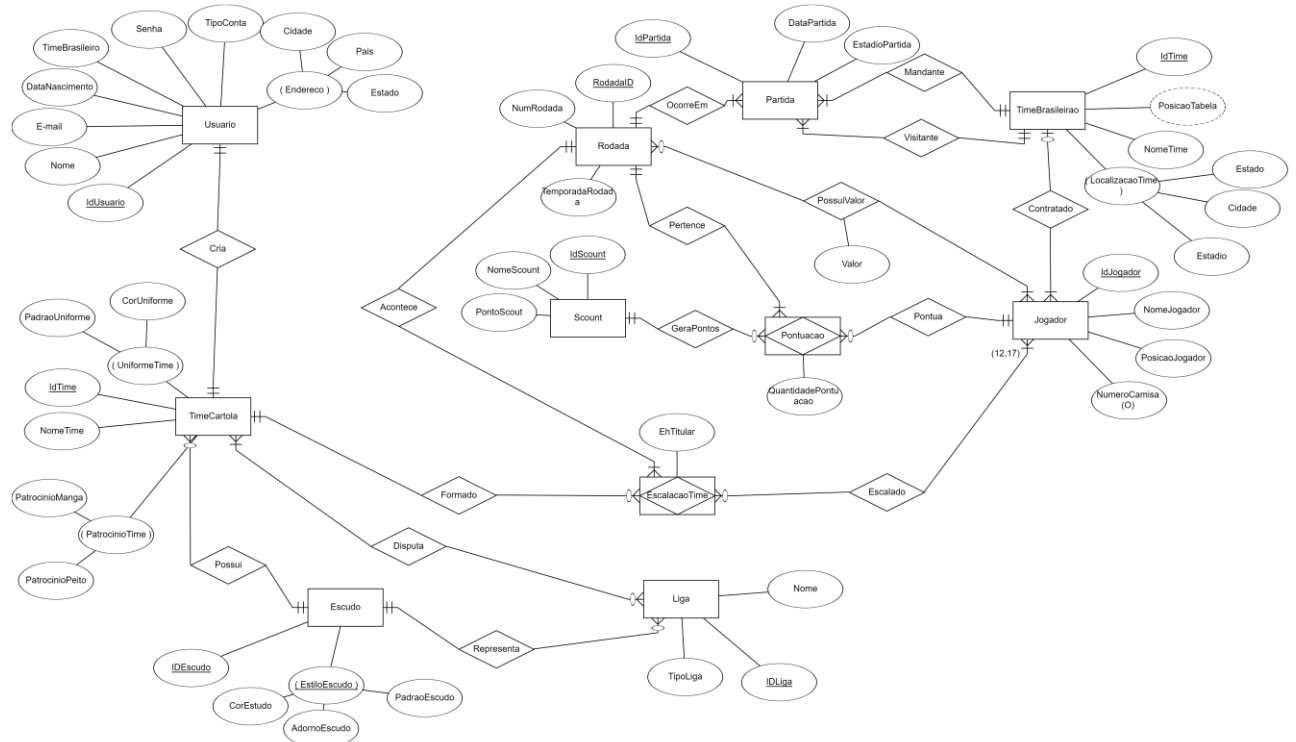 Senha
TipoConta
Cidade
TimeBrasileiro
Pais
DataNascimento
( Endereco )
Estado
E-mail
Usuario
Nome
IdUsuario
Cria
DataPartida
IdPartida
EstadioPartida
Mandante
IdTime
RodadaID
Partida
PosicaoTabela
NumRodada
OcorreEm
TimeBrasileirao
Visitante
NomeTime
Rodada
TemporadaRodad
a
( LocalizacaoTime
)
Estado
Cidade
Estadio
PossuiValor
Contratado
Pertence
Valor
IdScount
NomeScount
PontoScout
Scount
GeraPontos
Pontuacao
Pontua
QuantidadePontu
acao
IdJogador
NomeJogador
Jogador
PosicaoJogador
(12,17)
NumeroCamisa
(O)
Acontece
CorUniforme
PadraoUniforme
( UniformeTime )
IdTime
NomeTime
TimeCartola
EhTitular
Formado
EscalacaoTime
Escalado
PatrocinioManga
( PatrocinioTime )
PatrocinioPeito
Disputa
Possui
Escudo
Liga
Nome
Representa
IDEscudo
TipoLiga
IDLiga
( EstiloEscudo )
CorEstudo
PadraoEscudo
AdornoEscudo